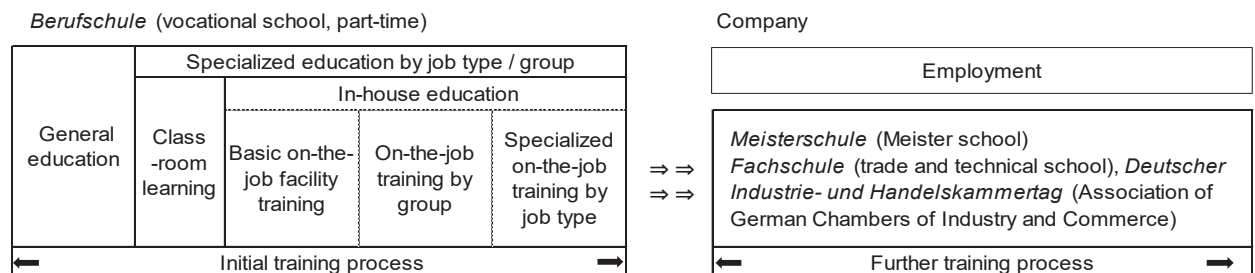 Berufschule (vocational school, part-time)
Company
Specialized education by job type / group
In-house education
General
education
Class
-room
learning
Basic on-the-
job facility
training
On-the-job
training by
group
Specialized
on-the-job
training by
job type
⇒ ⇒
⇒ ⇒
Employment
Meisterschule (Meister school)
Fachschule (trade and technical school), Deutscher
Industrie- und Handelskammertag (Association of
German Chambers of Industry and Commerce)
Initial training process
Further training process